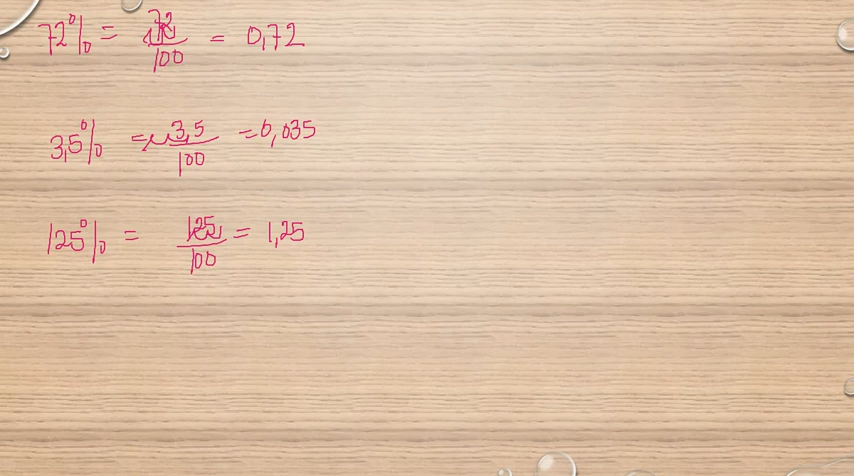 72% = 72/100 = 0,72
3,5% = 3,5/100 = 0,035
125% = 125/100 = 1,25